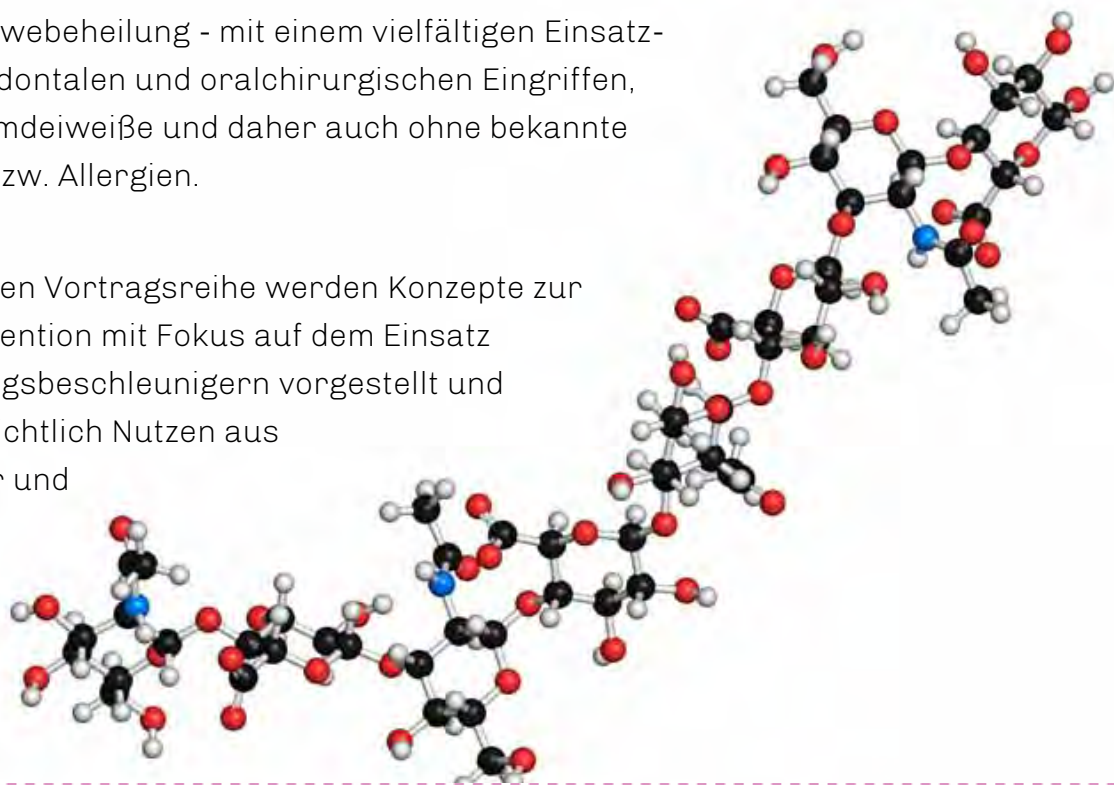 webeheilung - mit einem vielfältigen Einsatz-
dontalen und oralchirurgischen Eingriffen,
mdeiweiße und daher auch ohne bekannte
zw. Allergien.
en Vortragsreihe werden Konzepte zur
ention mit Fokus auf dem Einsatz
gsbeschleunigern vorgestellt und
chtlich Nutzen aus
r und